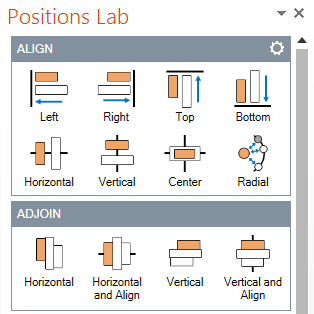 Positions Lab
ALIGN
Left Right Top Bottom
Horizontal Vertical Center Radial
ADJOIN
Horizontal Horizontal and Align Vertical Vertical and Align